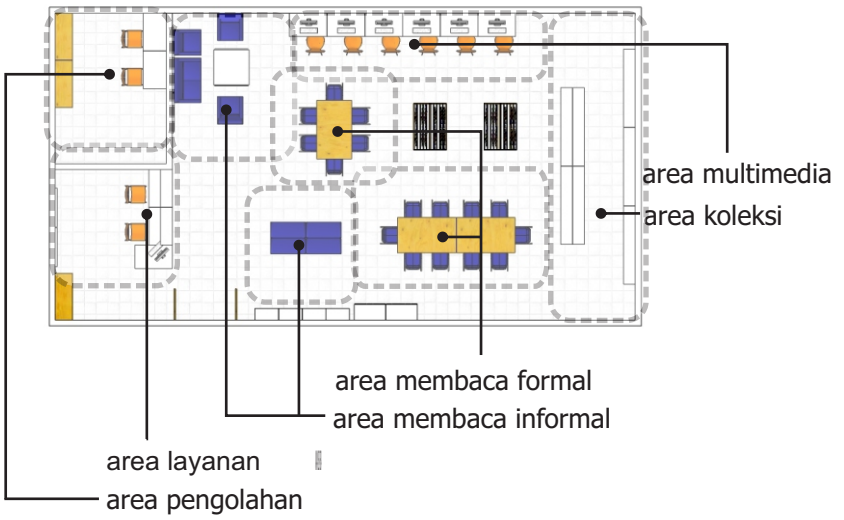 area multimedia
area koleksi
area membaca formal
area membaca informal
area layanan
area pengolahan